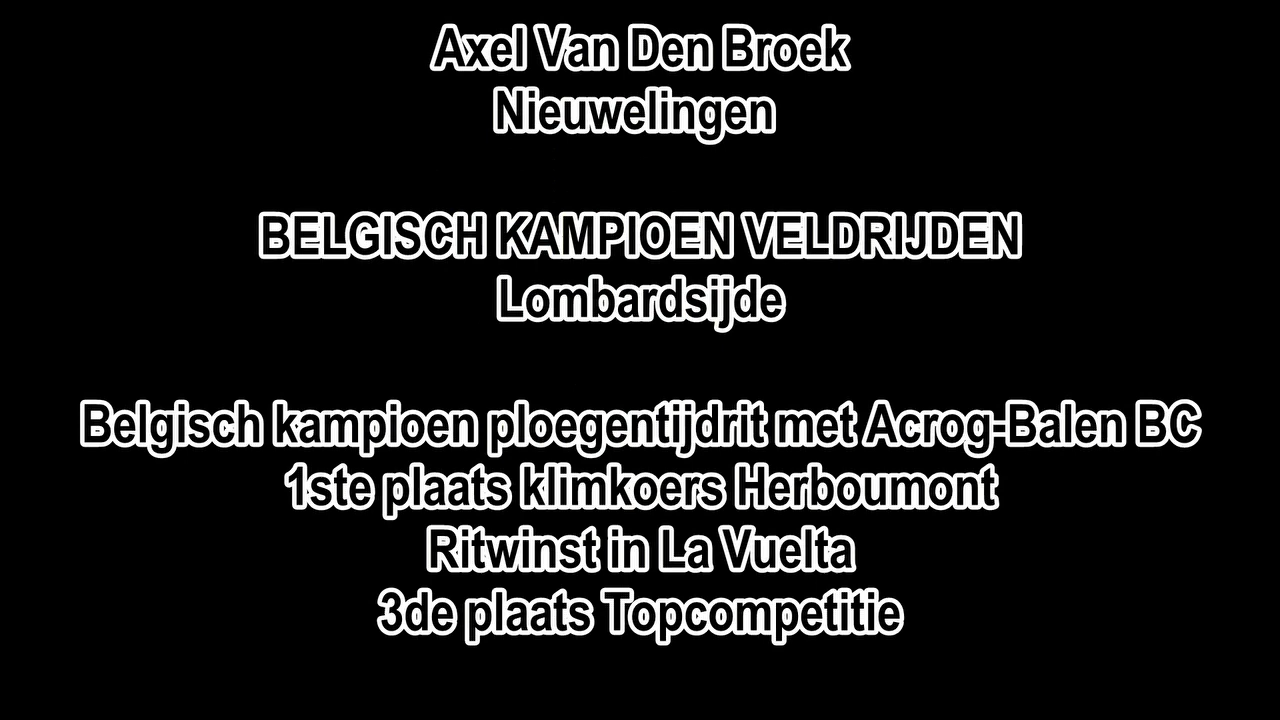 Axel Van Den Broek
Nieuwelingen
BELGISCH KAMPIOEN VELDRIJDEN
Lombardsijde
Belgisch kampioen ploegentijdrit met Acrog-Balen BC
1ste plaats klimkoers Herboumont
Ritwinst in La Vuelta
3de plaats Topcompetitie